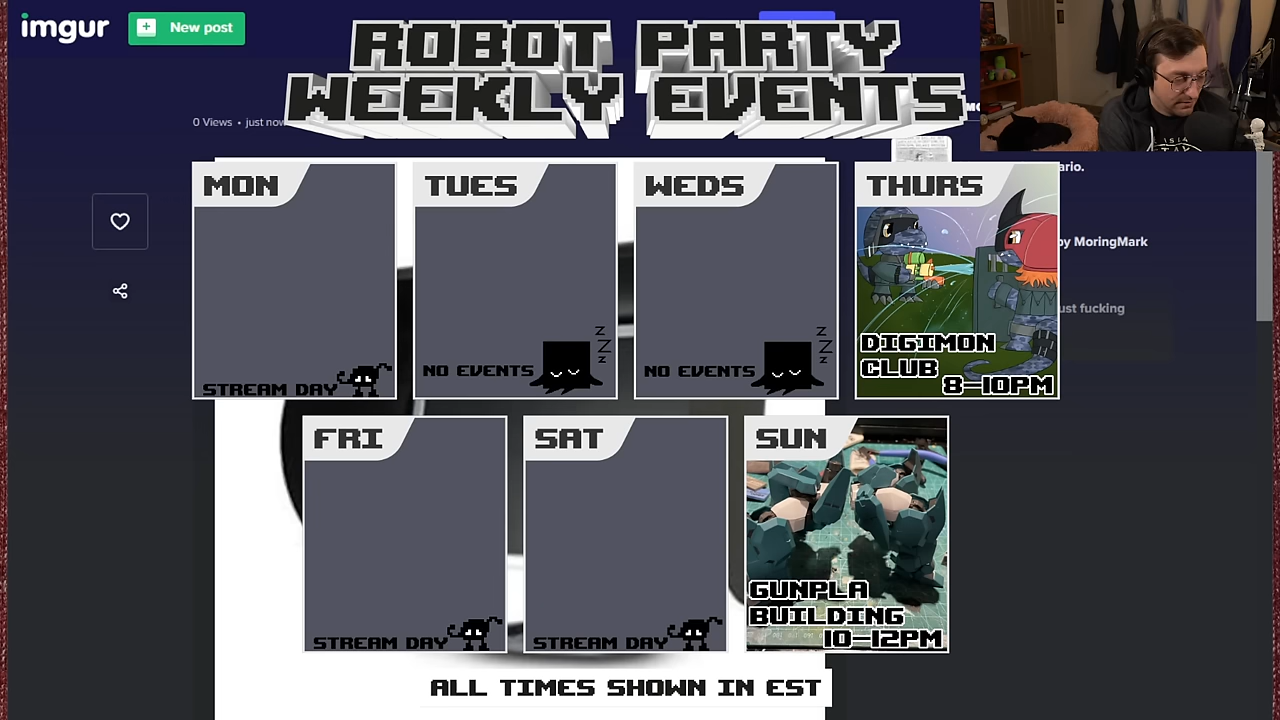 imgur
New post
ROBOT PARTY
WEEKLY EVENTS
0 Views • just now
ario.
by MoringMark
ust fucking
MON
STREAM DAY
TUES
NO EVENTS
Z
Z
Z
WEDS
NO EVENTS
Z
Z
Z
THURS
DIGIMON
CLUB
8-10PM
FRI
STREAM DAY
SAT
STREAM DAY
SUN
GUNPLA
BUILDING
10-12PM
ALL TIMES SHOWN IN EST